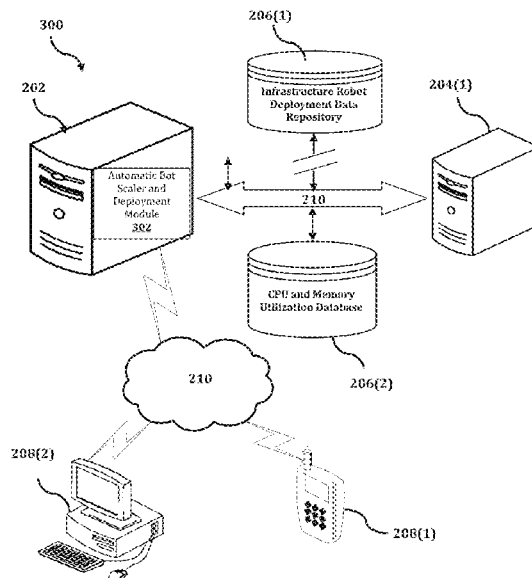 300
206(1)
202
Infrastructure Robot
Deployment Data
Repository
204(1)
Automatic Bot
Scaler and
Deployment
Module
302
210
CPU and Memory
Utilization Database
210
206(2)
208(2)
208(1)